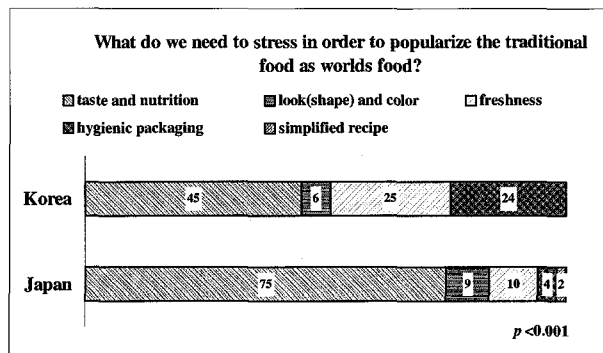 What do we need to stress in order to popularize the traditional
food as worlds food?
taste and nutrition look(shape) and color freshness
hygienic packaging simplified recipe
Korea 45 6 25 24
Japan 75 9 10 4 2
p <0.001